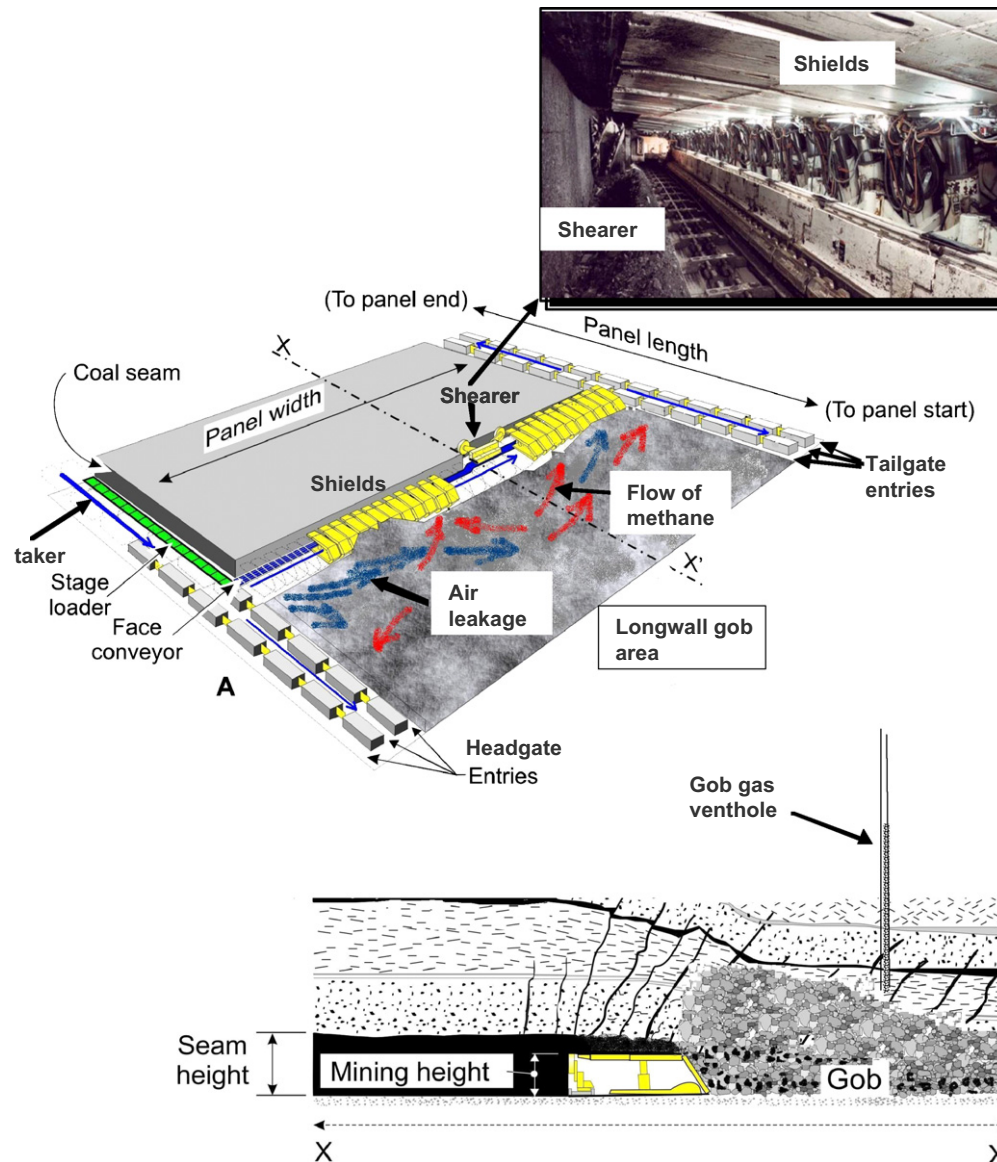 Shields
Shearer
(To panel end)
Panel length
X
Coal seam
Shearer
(To panel start)
Panel width
Tailgate
entries
Shields
Flow of
methane
taker
Stage
loader
X'
Air
leakage
Face
conveyor
Longwall gob
area
A
Headgate
Entries
Gob gas
venthole
Seam
height
Mining height
Gob
X
X